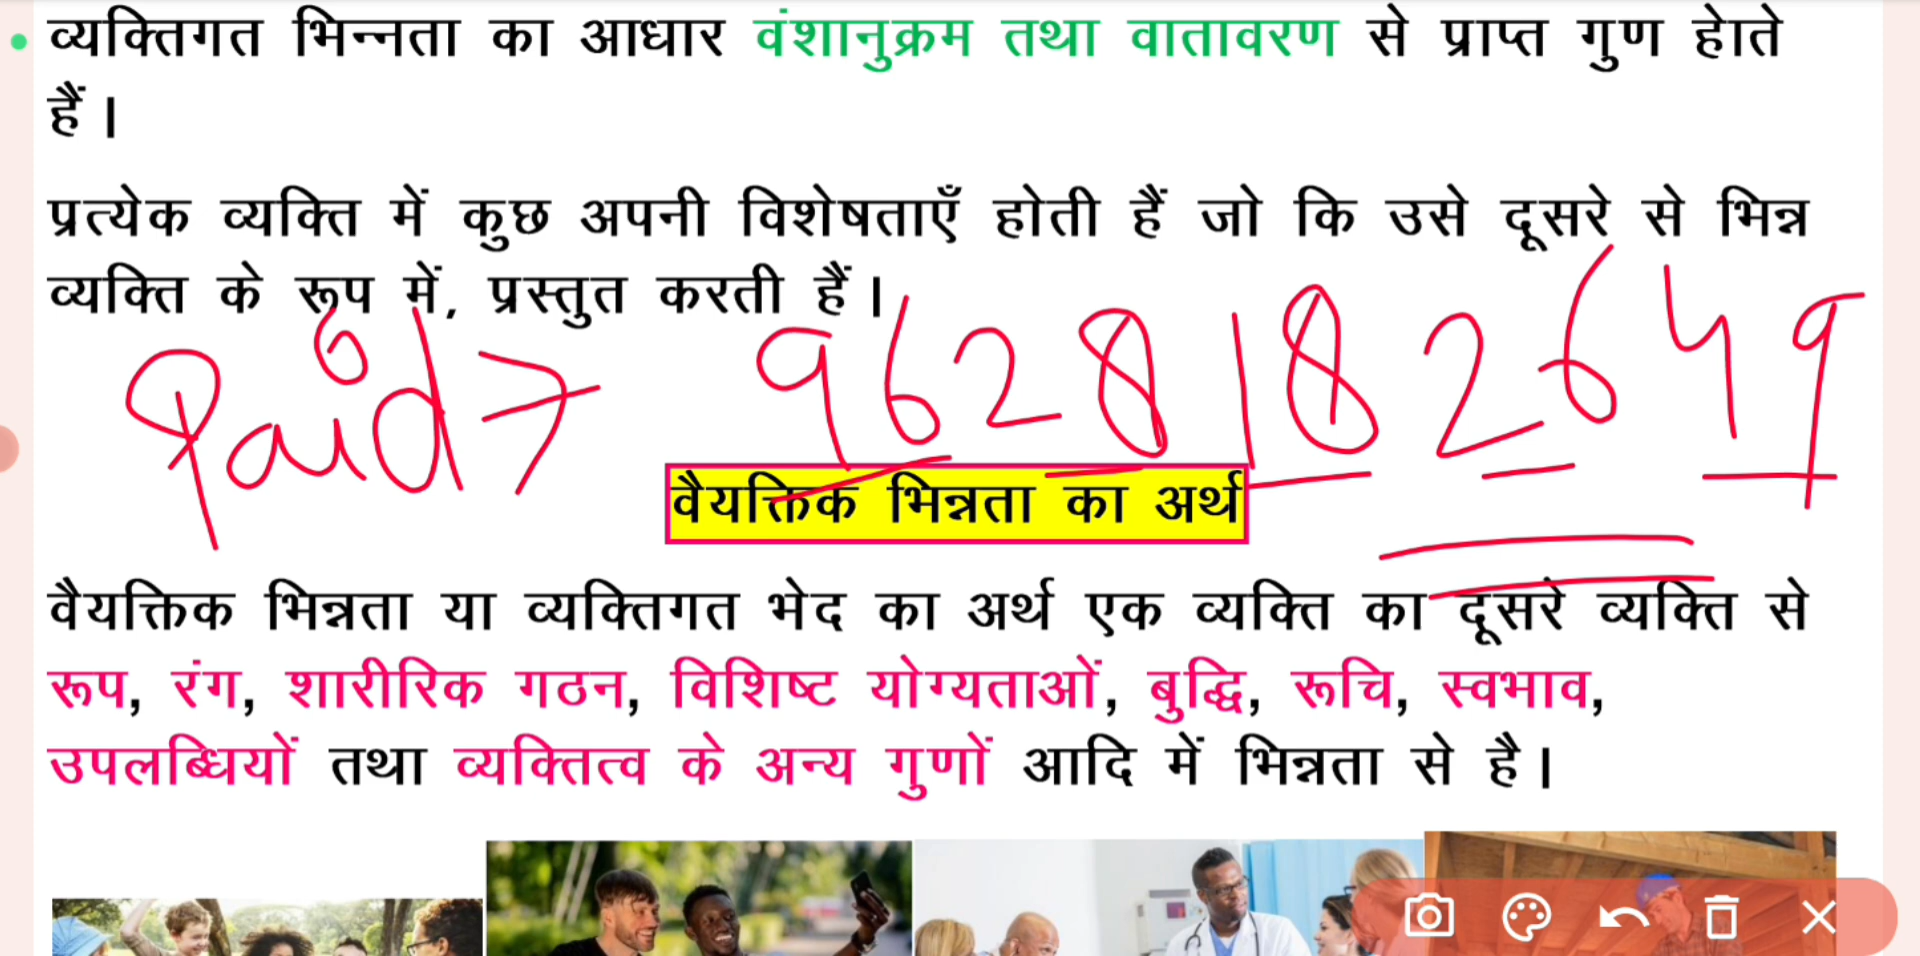 व्यक्तिगत भिन्नता का आधार वंशानुक्रम तथा वातावरण से प्राप्त गुण होते
हैं।
प्रत्येक व्यक्ति में कुछ अपनी विशेषताएँ होती हैं जो कि उसे दूसरे से भिन्न
व्यक्ति के रूप में, प्रस्तुत करती हैं।
Paid 9628182649
वैयक्तिक भिन्नता का अर्थ
वैयक्तिक भिन्नता या व्यक्तिगत भेद का अर्थ एक व्यक्ति का दूसरे व्यक्ति से
रूप, रंग, शारीरिक गठन, विशिष्ट योग्यताओं, बुद्धि, रूचि, स्वभाव,
उपलब्धियों तथा व्यक्तित्व के अन्य गुणों आदि में भिन्नता से है।